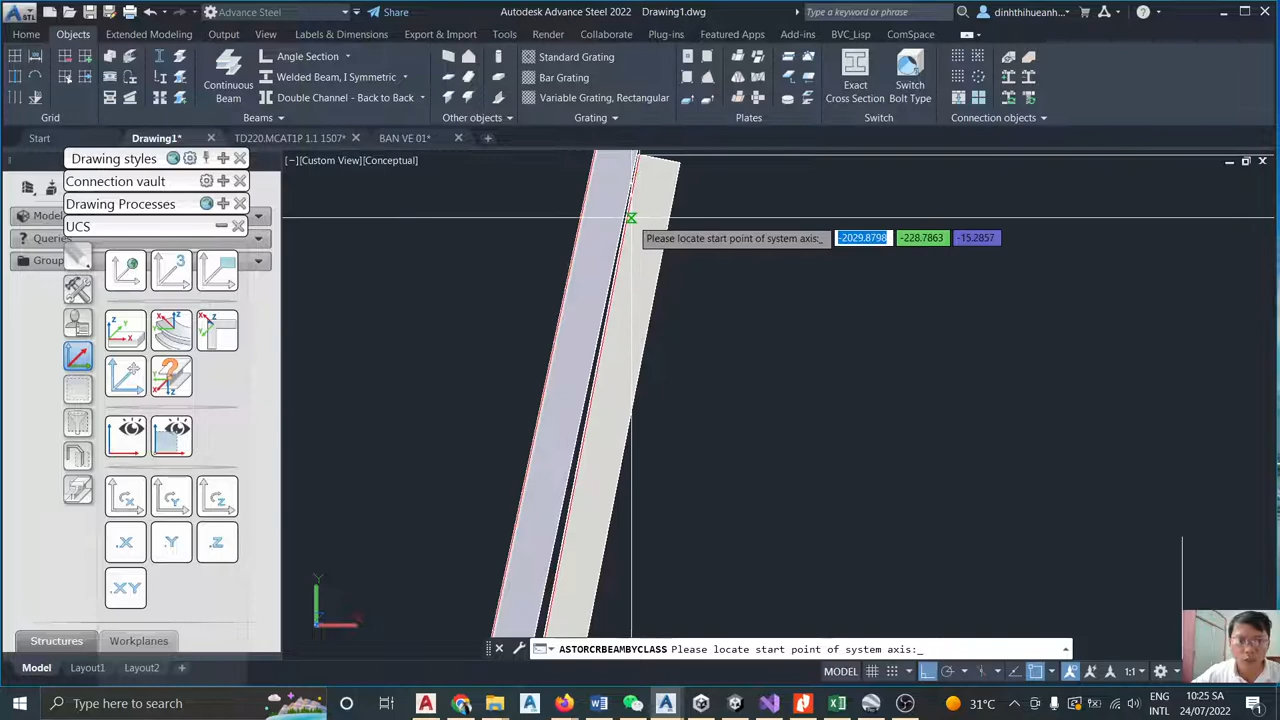 STL
Advance Steel
Share
Autodesk Advance Steel 2022
Drawing1.dwg
Type a keyword or phrase
dinhthihueanh...
Home
Objects
Extended Modeling
Output
View
Labels & Dimensions
Export & Import
Tools
Render
Collaborate
Plug-ins
Featured Apps
Add-ins
BVC_Lisp
ComSpace
Angle Section
Welded Beam, I Symmetric
Double Channel - Back to Back
Continuous
Beam
Standard Grating
Bar Grating
Variable Grating, Rectangular
Exact
Cross Section
Switch
Bolt Type
Grid
Beams
Other objects
Grating
Plates
Switch
Connection objects
Start
Drawing1*
TD220.MCAT1P 1.1 1507*
BAN VE 01*
Drawing styles
Connection vault
Drawing Processes
UCS
Queries
[−][Custom View][Conceptual]
Please locate start point of system axis:
-2029.8798
-228.7863
-15.2857
3
.X
.Y
.Z
.XY
Structures
Workplanes
ASTORCRBEAMBYCLASS Please locate start point of system axis:
Model
Layout1
Layout2
MODEL
1:1
Type here to search
31°C
ENG
INTL
10:25 SA
24/07/2022